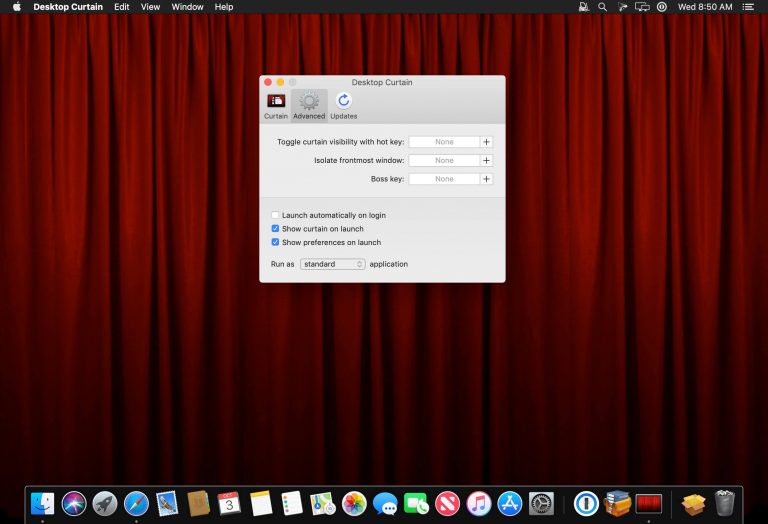 Desktop Curtain Edit View Window Help Wed 8:50 AM
Desktop Curtain
Curtain Advanced Updates
Toggle curtain visibility with hot key: None +
Isolate frontmost window: None +
Boss key: None +
Launch automatically on login
Show curtain on launch
Show preferences on launch
Run as standard application
OCT
3